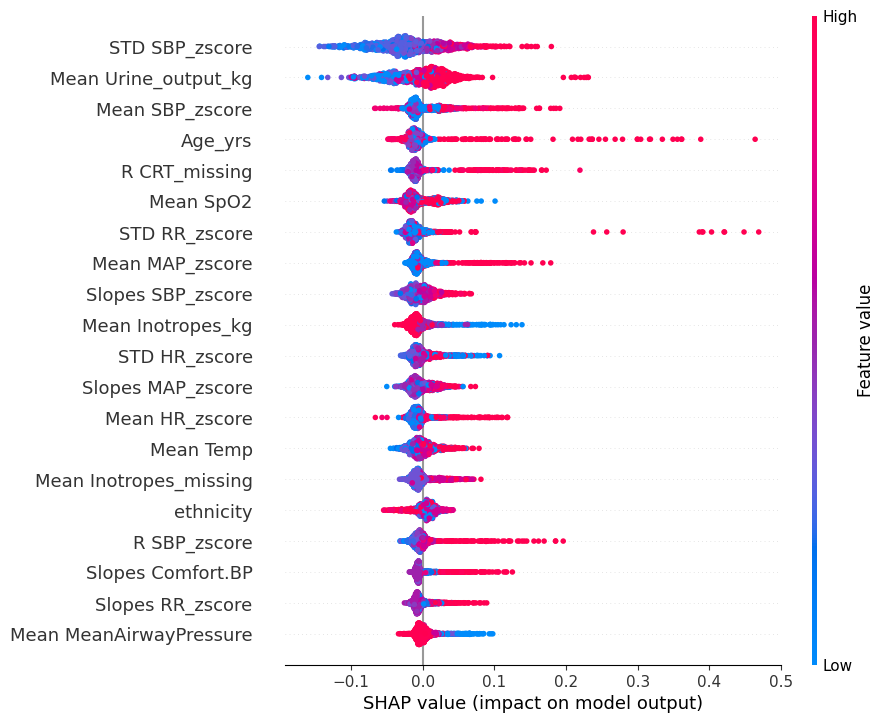 High
STD SBP_zscore
Mean Urine_output_kg
Mean SBP_zscore
Age_yrs
R CRT_missing
Mean SpO2
STD RR_zscore
Mean MAP_zscore
Slopes SBP_zscore
Mean Inotropes_kg
STD HR_zscore
Slopes MAP_zscore
Mean HR_zscore
Mean Temp
Mean Inotropes_missing
ethnicity
R SBP_zscore
Slopes Comfort.BP
Slopes RR_zscore
Mean MeanAirwayPressure
Feature value
Low
−0.1 0.0 0.1 0.2 0.3 0.4 0.5
SHAP value (impact on model output)